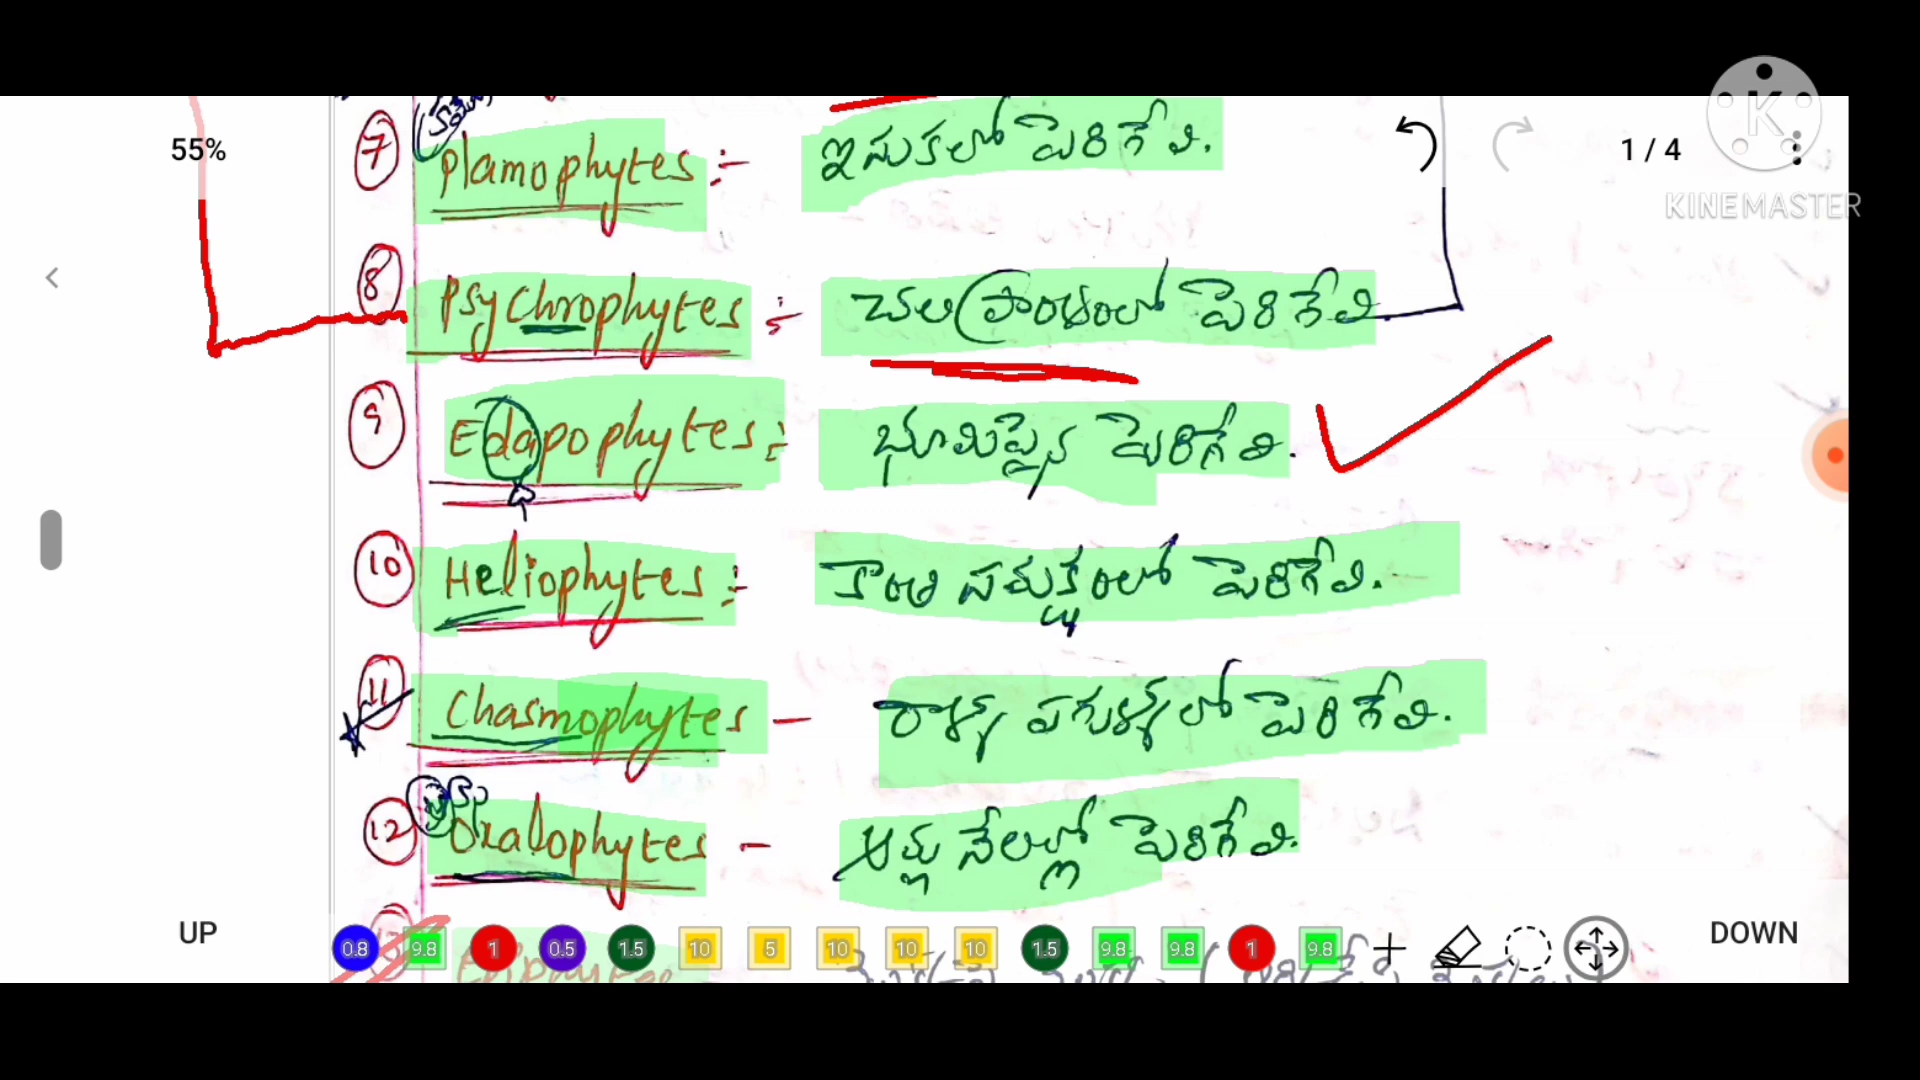 KINEMASTER
55%
1 / 4
7 Plamophytes :- ఇసుకలో పెరిగేవి.
8 Psychrophytes :- చలి ప్రాంతంలో పెరిగేవి.
9 Edapophytes :- భూమిపైన పెరిగేవి.
10 Heliophytes :- కాంతి సమక్షంలో పెరిగేవి.
11 Chasmophytes - రాళ్ళ పగుళ్ళలో పెరిగేవి.
12 Oxalophytes - ఆమ్ల నేలల్లో పెరిగేవి.
UP
DOWN
0.8 9.8 1 0.5 1.5 10 5 10 10 10 1.5 9.8 9.8 1 9.8
Epiphytes